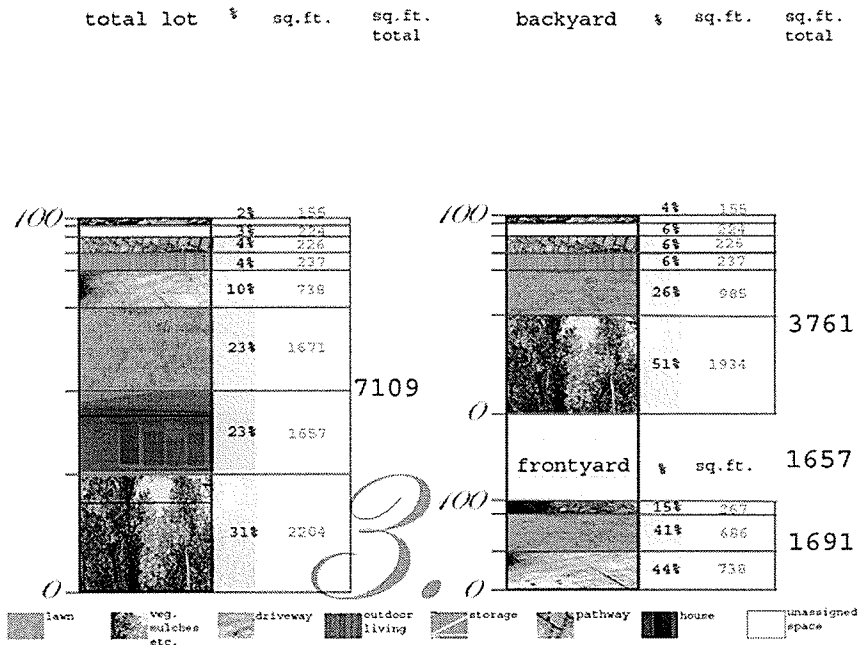 total lot % sq.ft. sq.ft. total
100
2% 155
3% 224
4% 226
4% 237
10% 738
23% 1671
7109
23% 1657
31% 2204
0
backyard % sq.ft. sq.ft. total
100
4% 155
6% 224
6% 226
6% 237
26% 985
3761
51% 1934
0
1657
frontyard % sq.ft.
100
15% 267
41% 686
1691
44% 738
0
3.
lawn
veg. mulches etc.
driveway
outdoor living
storage
pathway
house
unassigned space